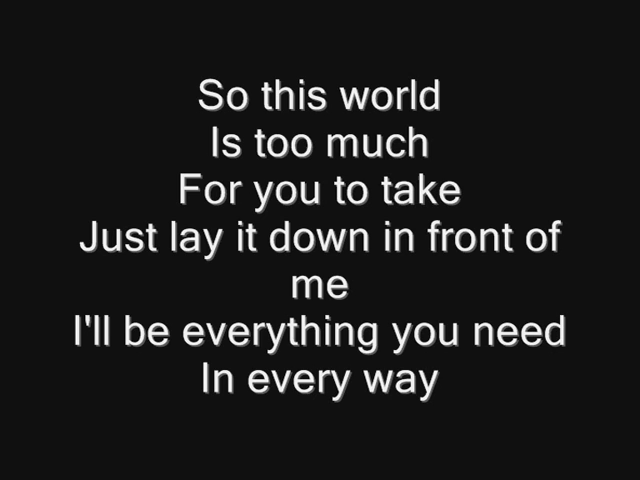 So this world
Is too much
For you to take
Just lay it down in front of
me
I'll be everything you need
In every way